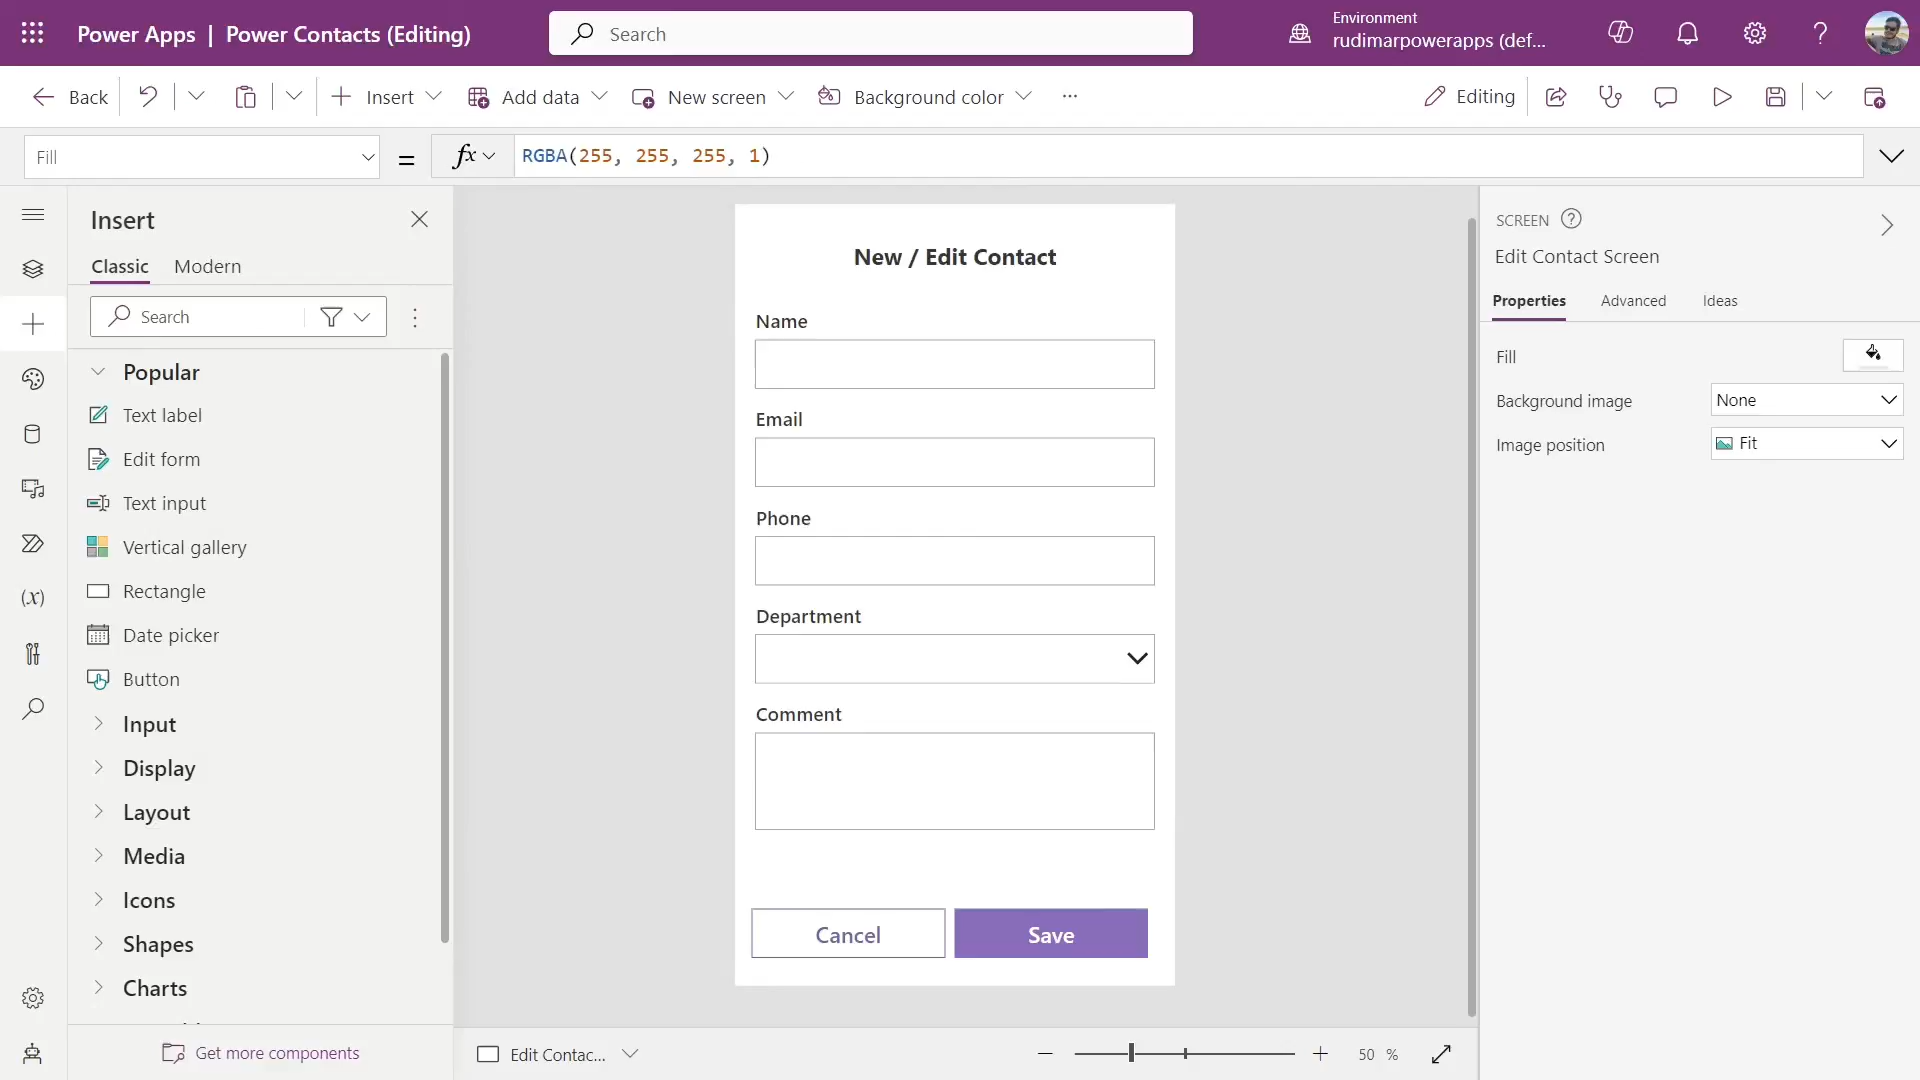 Power Apps | Power Contacts (Editing)
Search
Environment
rudimarpowerapps (def...
Back
Insert
Add data
New screen
Background color
Editing
Fill
=
fx
RGBA(255, 255, 255, 1)
Insert
Classic
Modern
Search
Popular
Text label
Edit form
Text input
Vertical gallery
Rectangle
Date picker
Button
Input
Display
Layout
Media
Icons
Shapes
Charts
Get more components
(x)
New / Edit Contact
Name
Email
Phone
Department
Comment
Cancel
Save
Edit Contac...
50 %
SCREEN
Edit Contact Screen
Properties
Advanced
Ideas
Fill
Background image
None
Image position
Fit